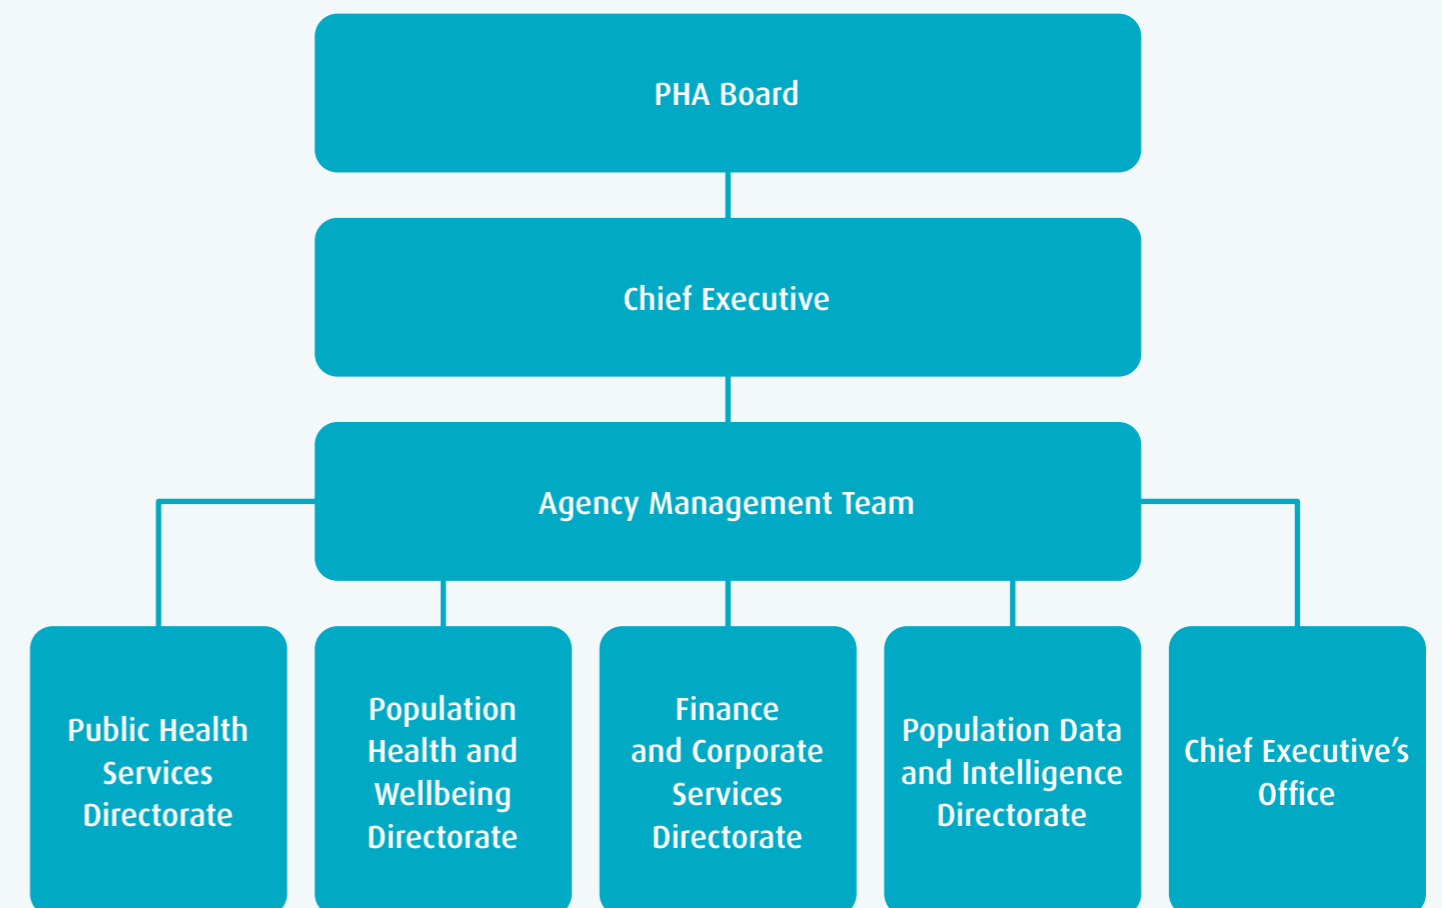 PHA Board
Chief Executive
Agency Management Team
Public Health
Services
Directorate
Population
Health and
Wellbeing
Directorate
Finance
and Corporate
Services
Directorate
Population Data
and Intelligence
Directorate
Chief Executive’s
Office